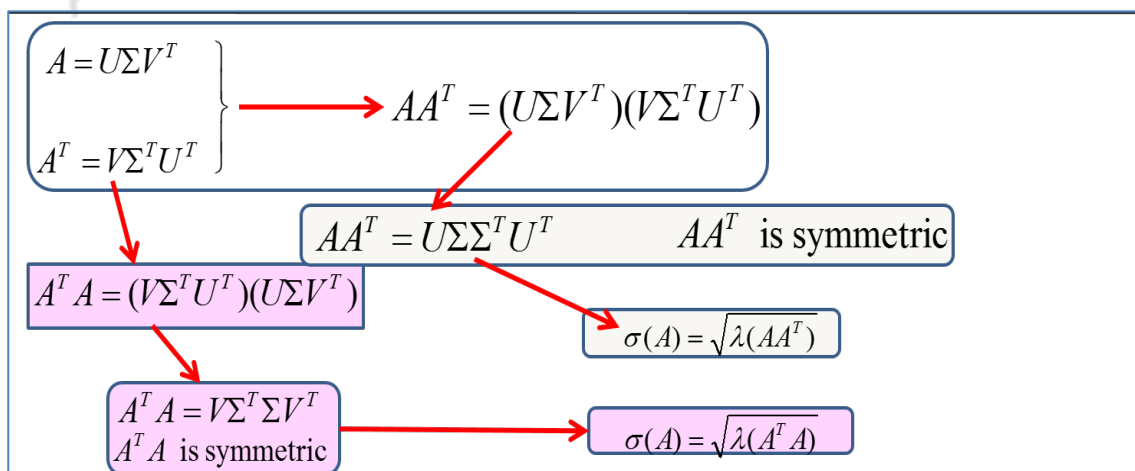 A = UΣV^T
A^T = VΣ^T U^T
AA^T = (UΣV^T)(VΣ^T U^T)
AA^T = UΣΣ^T U^T AA^T is symmetric
A^T A = (VΣ^T U^T)(UΣV^T)
σ(A) = √λ(AA^T)
A^T A = VΣ^T ΣV^T
A^T A is symmetric
σ(A) = √λ(A^T A)